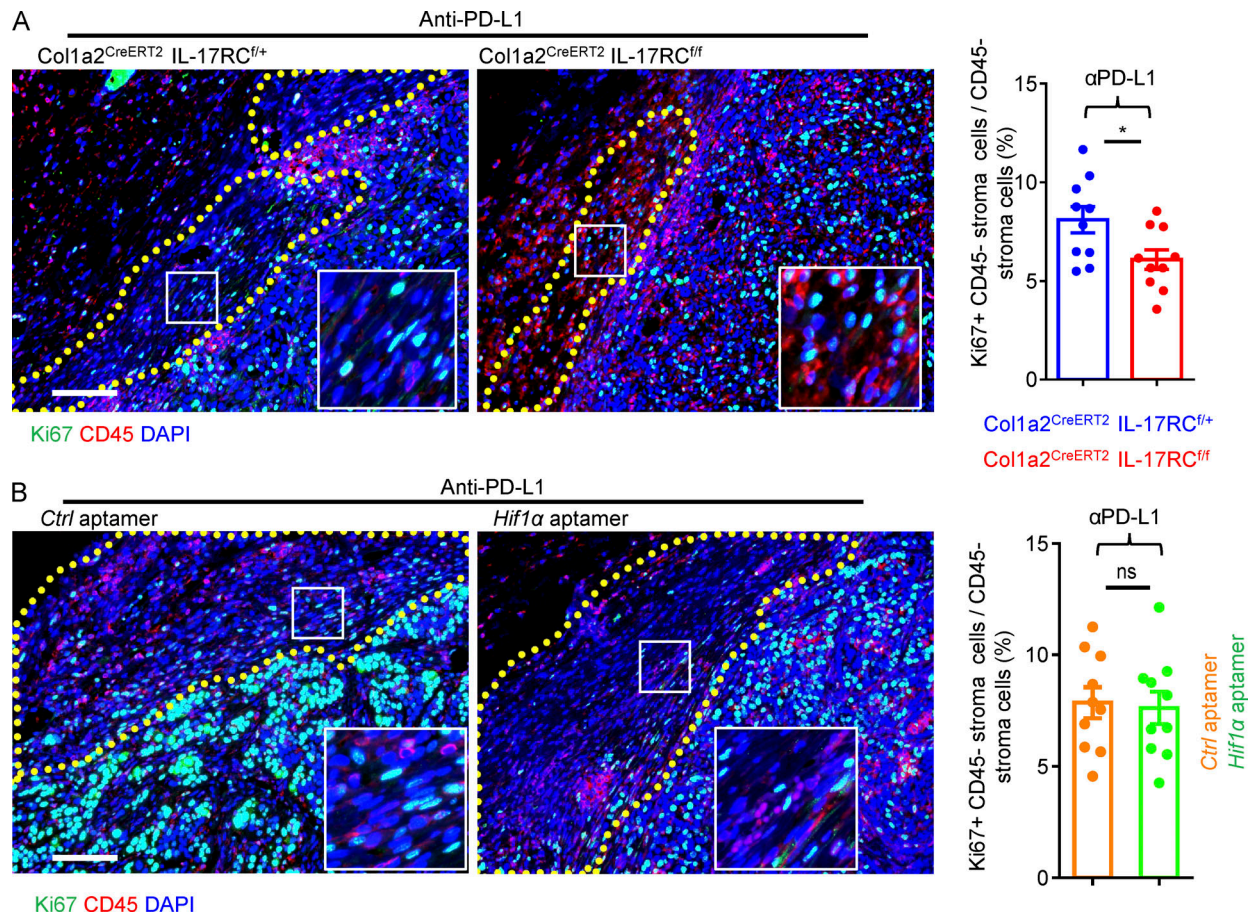 A
Anti-PD-L1
Col1a2CreERT2 IL-17RCf/+
Col1a2CreERT2 IL-17RCf/f
Ki67 CD45 DAPI
Ki67+ CD45- stroma cells / CD45-
stroma cells (%)
15
10
5
0
αPD-L1
*
Col1a2CreERT2 IL-17RCf/+
Col1a2CreERT2 IL-17RCf/f
B
Anti-PD-L1
Ctrl aptamer
Hif1α aptamer
Ki67 CD45 DAPI
Ki67+ CD45- stroma cells / CD45-
stroma cells (%)
15
10
5
0
αPD-L1
ns
Ctrl aptamer
Hif1α aptamer